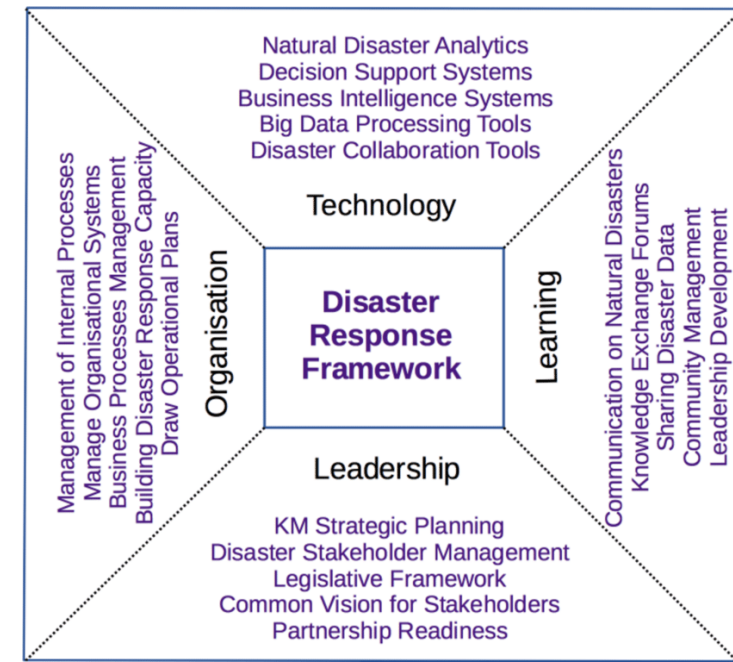 Natural Disaster Analytics
Decision Support Systems
Business Intelligence Systems
Big Data Processing Tools
Disaster Collaboration Tools
Technology
Management of Internal Processes
Manage Organisational Systems
Business Processes Management
Building Disaster Response Capacity
Draw Operational Plans
Organisation
Disaster
Response
Framework
Learning
Communication on Natural Disasters
Knowledge Exchange Forums
Sharing Disaster Data
Community Management
Leadership Development
Leadership
KM Strategic Planning
Disaster Stakeholder Management
Legislative Framework
Common Vision for Stakeholders
Partnership Readiness